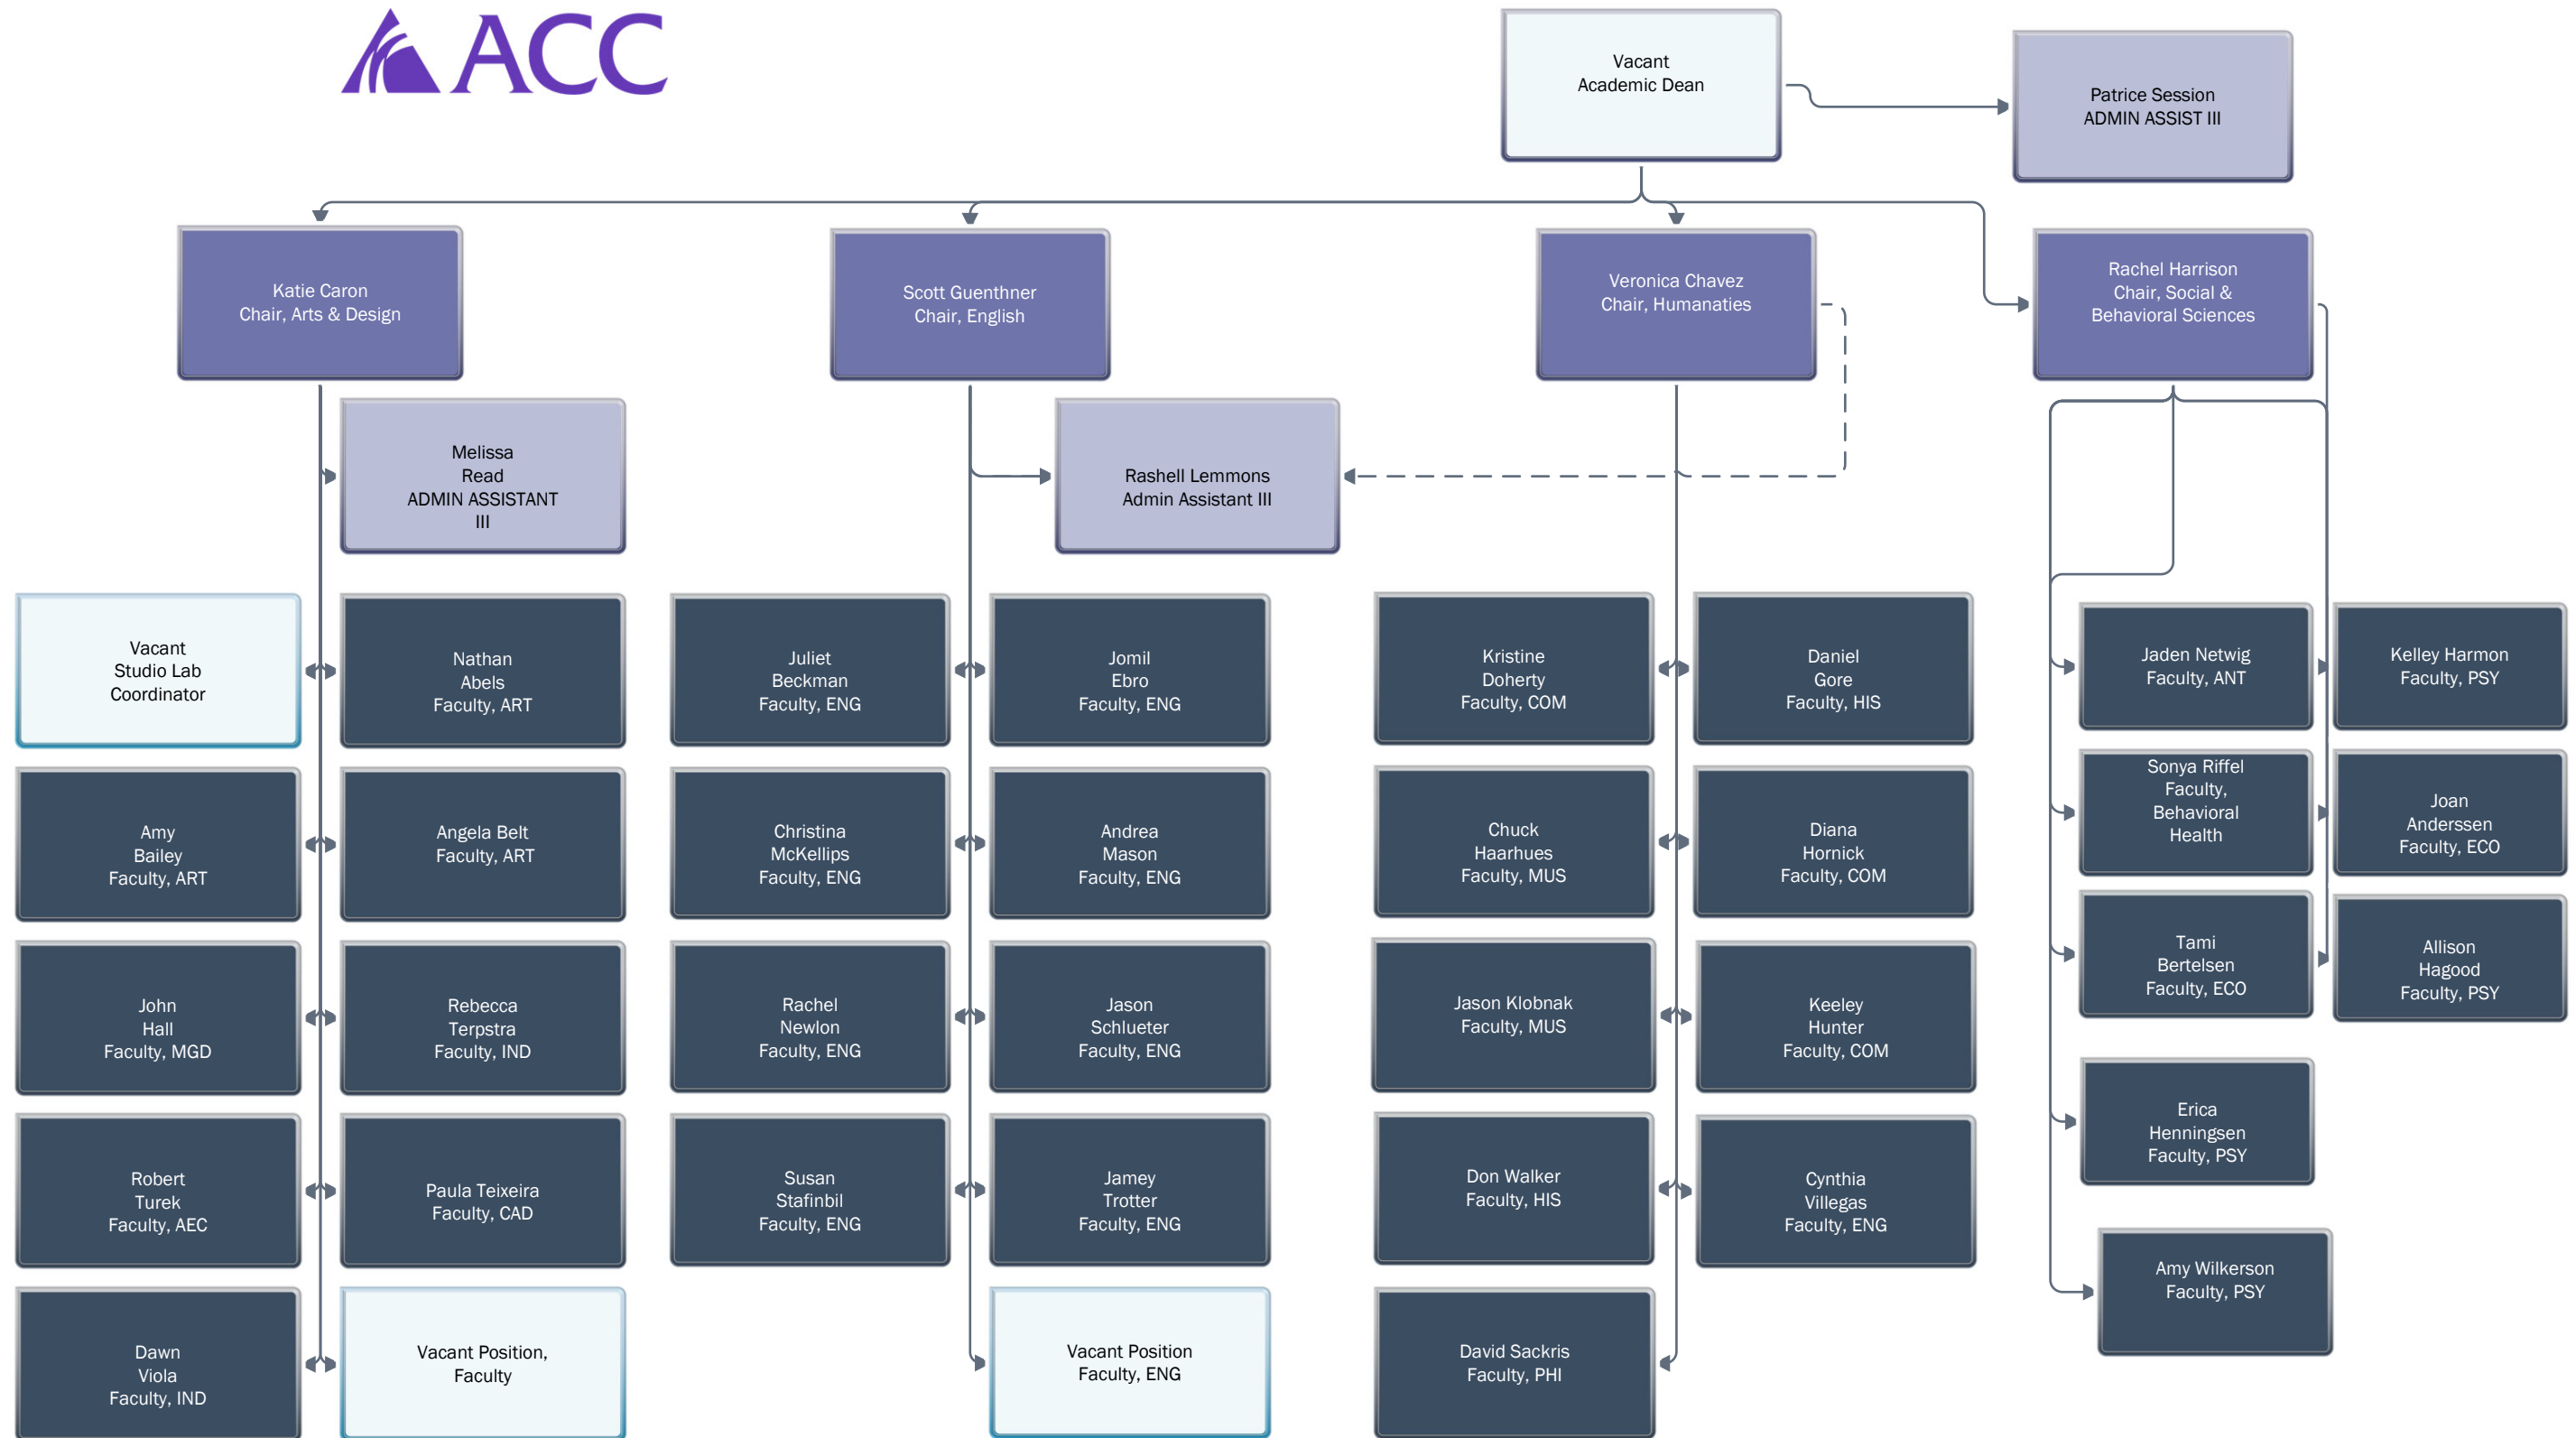 ACC
Vacant
Academic Dean
Patrice Session
ADMIN ASSIST III
Katie Caron
Chair, Arts & Design
Scott Guenthner
Chair, English
Veronica Chavez
Chair, Humanaties
Rachel Harrison
Chair, Social &
Behavioral Sciences
Melissa
Read
ADMIN ASSISTANT
III
Rashell Lemmons
Admin Assistant III
Vacant
Studio Lab
Coordinator
Nathan
Abels
Faculty, ART
Juliet
Beckman
Faculty, ENG
Jomil
Ebro
Faculty, ENG
Kristine
Doherty
Faculty, COM
Daniel
Gore
Faculty, HIS
Jaden Netwig
Faculty, ANT
Kelley Harmon
Faculty, PSY
Amy
Bailey
Faculty, ART
Angela Belt
Faculty, ART
Christina
McKellips
Faculty, ENG
Andrea
Mason
Faculty, ENG
Chuck
Haarhues
Faculty, MUS
Diana
Hornick
Faculty, COM
Sonya Riffel
Faculty,
Behavioral
Health
Joan
Anderssen
Faculty, ECO
John
Hall
Faculty, MGD
Rebecca
Terpstra
Faculty, IND
Rachel
Newlon
Faculty, ENG
Jason
Schlueter
Faculty, ENG
Jason Klobnak
Faculty, MUS
Keeley
Hunter
Faculty, COM
Tami
Bertelsen
Faculty, ECO
Allison
Hagood
Faculty, PSY
Robert
Turek
Faculty, AEC
Paula Teixeira
Faculty, CAD
Susan
Stafinbil
Faculty, ENG
Jamey
Trotter
Faculty, ENG
Don Walker
Faculty, HIS
Cynthia
Villegas
Faculty, ENG
Erica
Henningsen
Faculty, PSY
Dawn
Viola
Faculty, IND
Vacant Position,
Faculty
Vacant Position
Faculty, ENG
David Sackris
Faculty, PHI
Amy Wilkerson
Faculty, PSY